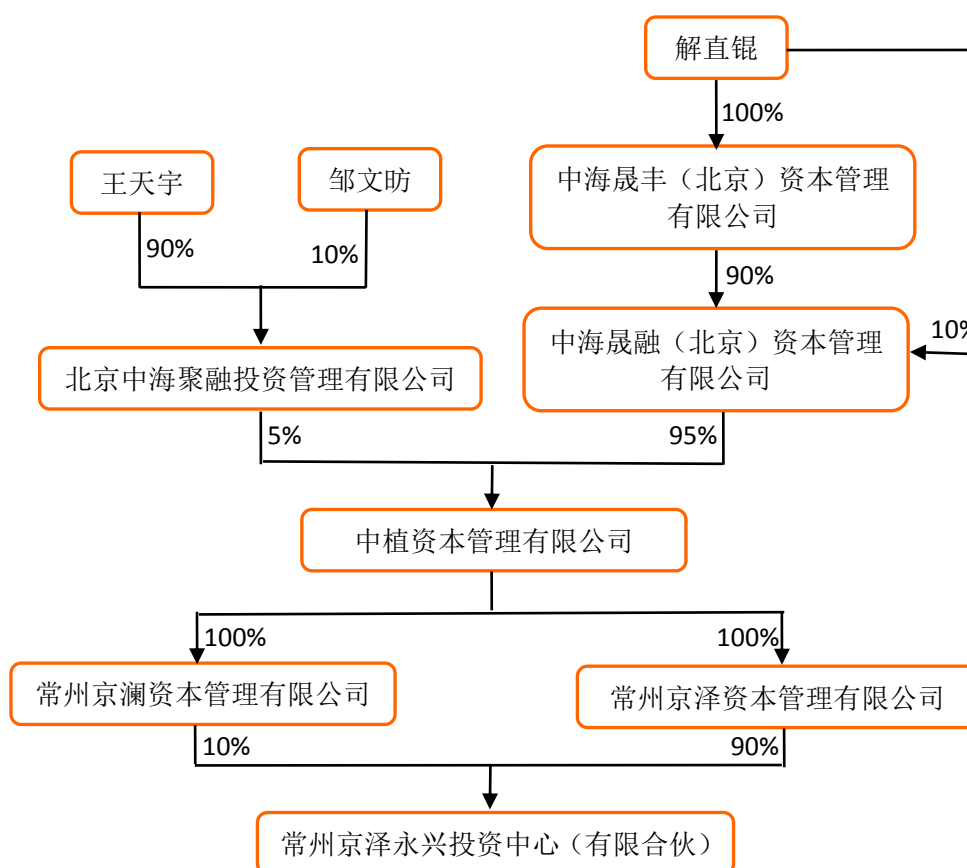 解直锟
100%
王天宇
邹文昉
中海晟丰（北京）资本管理
有限公司
90%
10%
90%
北京中海聚融投资管理有限公司
中海晟融（北京）资本管理
有限公司
10%
5%
95%
中植资本管理有限公司
100%
100%
常州京澜资本管理有限公司
常州京泽资本管理有限公司
10%
90%
常州京泽永兴投资中心（有限合伙）